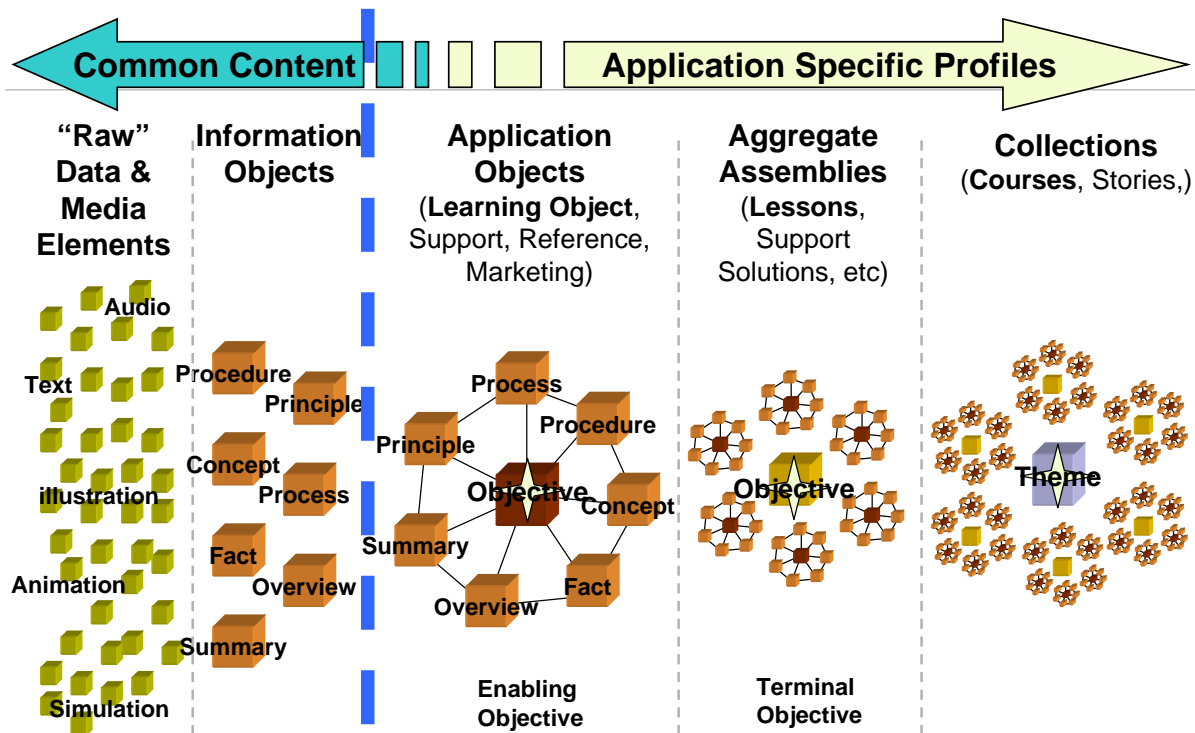 Common Content
Application Specific Profiles
“Raw”
Data &
Media
Elements
Information
Objects
Application
Objects
(Learning Object,
Support, Reference,
Marketing)
Aggregate
Assemblies
(Lessons,
Support
Solutions, etc)
Collections
(Courses, Stories,)
Audio
Text
illustration
Animation
Simulation
Procedure
Principle
Concept
Process
Fact
Overview
Summary
Process
Procedure
Principle
Objective
Concept
Summary
Fact
Overview
Enabling
Objective
Objective
Terminal
Objective
Theme